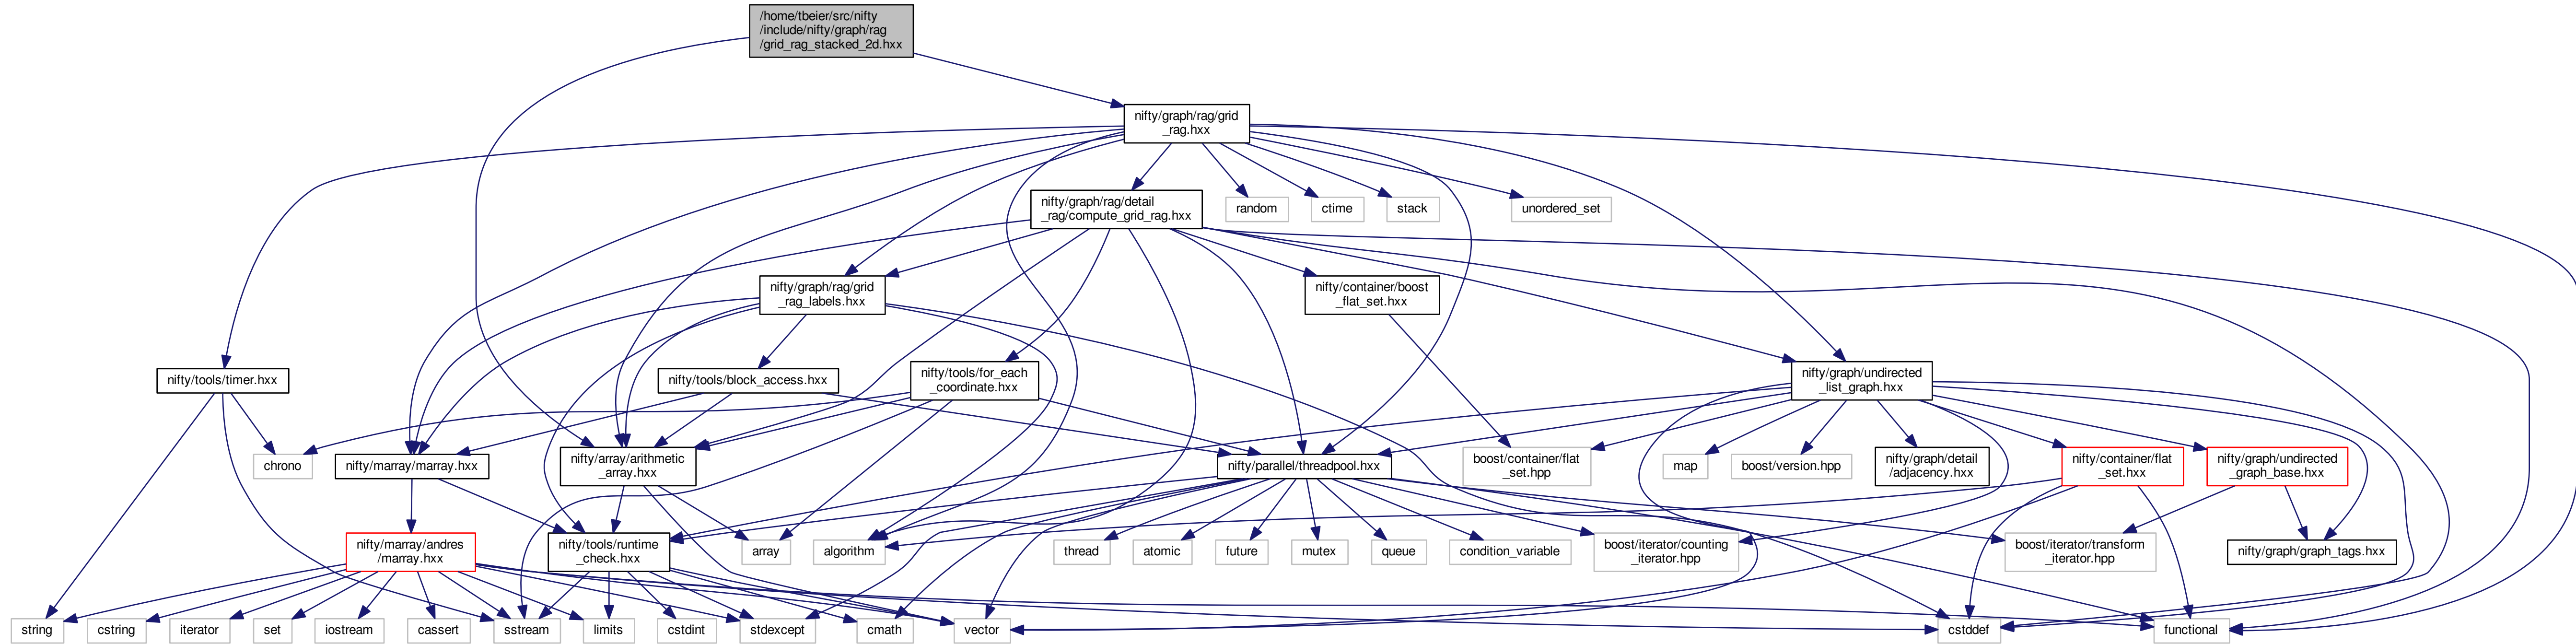 /home/tbeier/src/nifty
/include/nifty/graph/rag
/grid_rag_stacked_2d.hxx
nifty/graph/rag/grid
_rag.hxx
nifty/graph/rag/detail
_rag/compute_grid_rag.hxx
random
ctime
stack
unordered_set
nifty/graph/rag/grid
_rag_labels.hxx
nifty/container/boost
_flat_set.hxx
nifty/tools/timer.hxx
nifty/tools/block_access.hxx
nifty/tools/for_each
_coordinate.hxx
nifty/graph/undirected
_list_graph.hxx
chrono
nifty/marray/marray.hxx
nifty/array/arithmetic
_array.hxx
nifty/parallel/threadpool.hxx
boost/container/flat
_set.hpp
map
boost/version.hpp
nifty/graph/detail
/adjacency.hxx
nifty/container/flat
_set.hxx
nifty/graph/undirected
_graph_base.hxx
nifty/marray/andres
/marray.hxx
nifty/tools/runtime
_check.hxx
array
algorithm
thread
atomic
future
mutex
queue
condition_variable
boost/iterator/counting
_iterator.hpp
boost/iterator/transform
_iterator.hpp
nifty/graph/graph_tags.hxx
string
cstring
iterator
set
iostream
cassert
sstream
limits
cstdint
stdexcept
cmath
vector
cstddef
functional